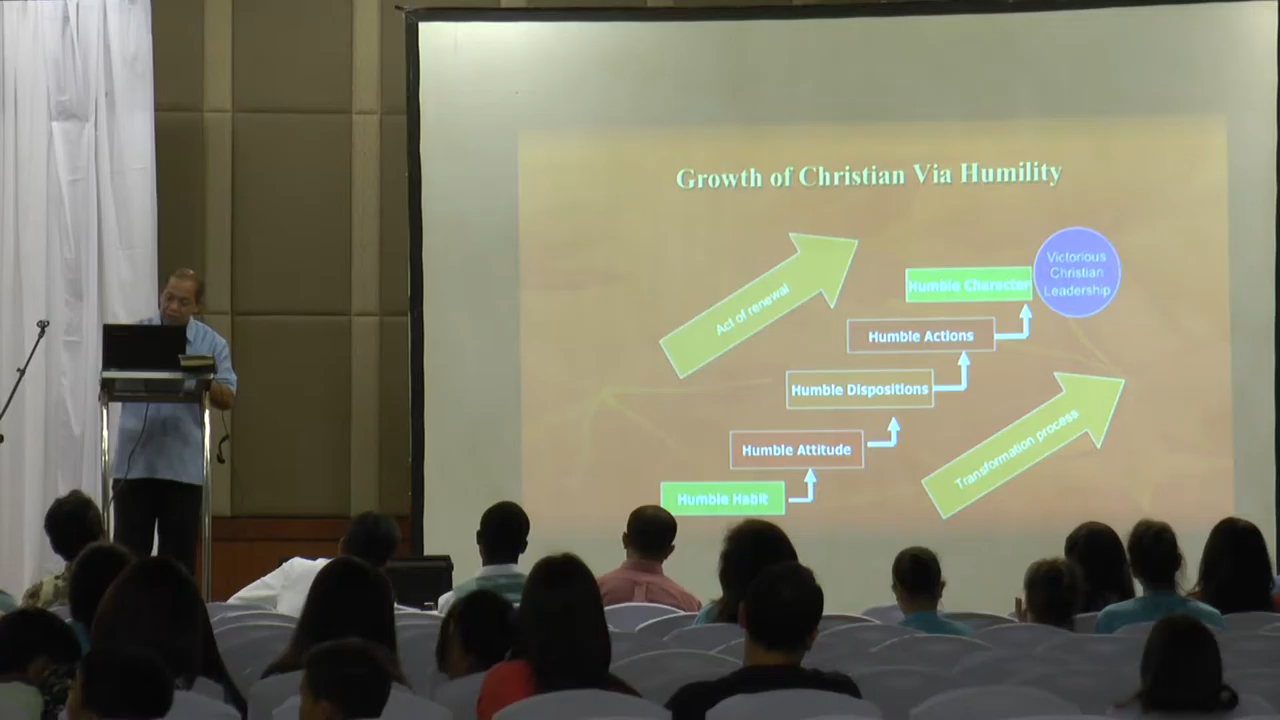 Growth of Christian Via Humility
Act of renewal
Victorious
Christian
Leadership
Humble Character
Humble Actions
Humble Dispositions
Transformation process
Humble Attitude
Humble Habit